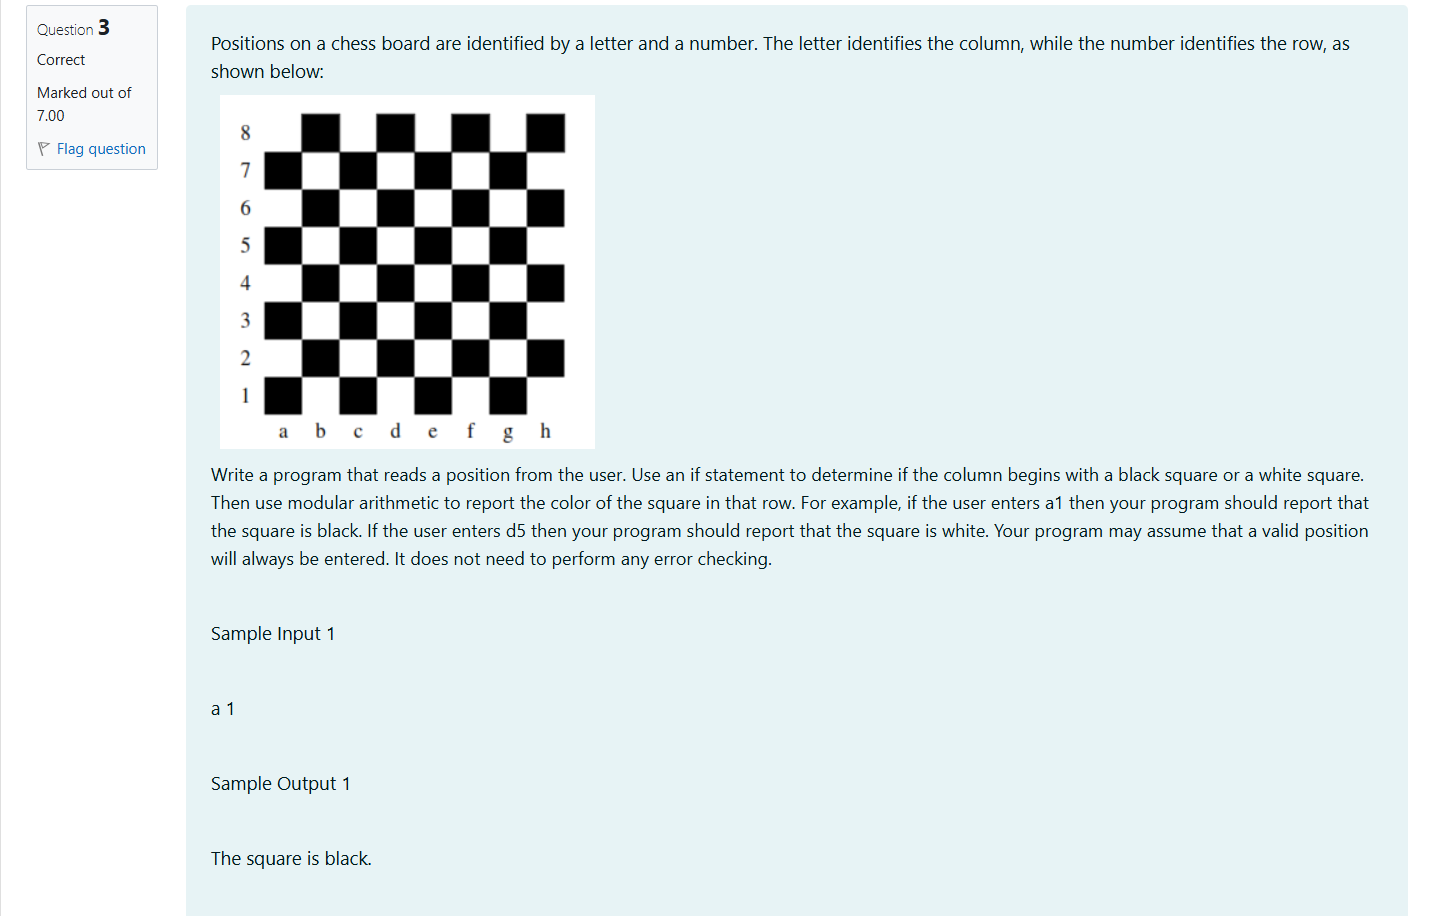 Question 3
Correct
Marked out of
7.00
Flag question
Positions on a chess board are identified by a letter and a number. The letter identifies the column, while the number identifies the row, as
shown below:
8
7
6
5
4
3
2
1
a b c d e f g h
Write a program that reads a position from the user. Use an if statement to determine if the column begins with a black square or a white square.
Then use modular arithmetic to report the color of the square in that row. For example, if the user enters a1 then your program should report that
the square is black. If the user enters d5 then your program should report that the square is white. Your program may assume that a valid position
will always be entered. It does not need to perform any error checking.
Sample Input 1
a 1
Sample Output 1
The square is black.